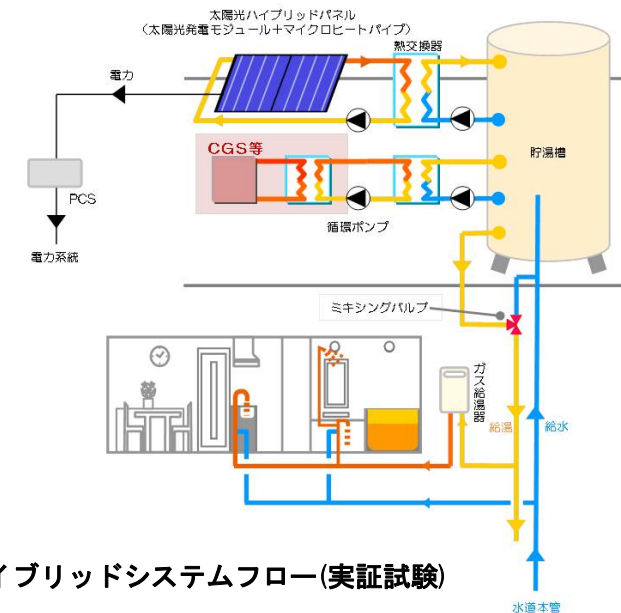 太陽光ハイブリッドパネル
（太陽光発電モジュール＋マイクロヒートパイプ）
熱交換器
電力
CGS等
貯湯槽
PCS
循環ポンプ
電力系統
ミキシングバルブ
ガス給湯器
給湯
給水
イブリッドシステムフロー(実証試験)
水道本管